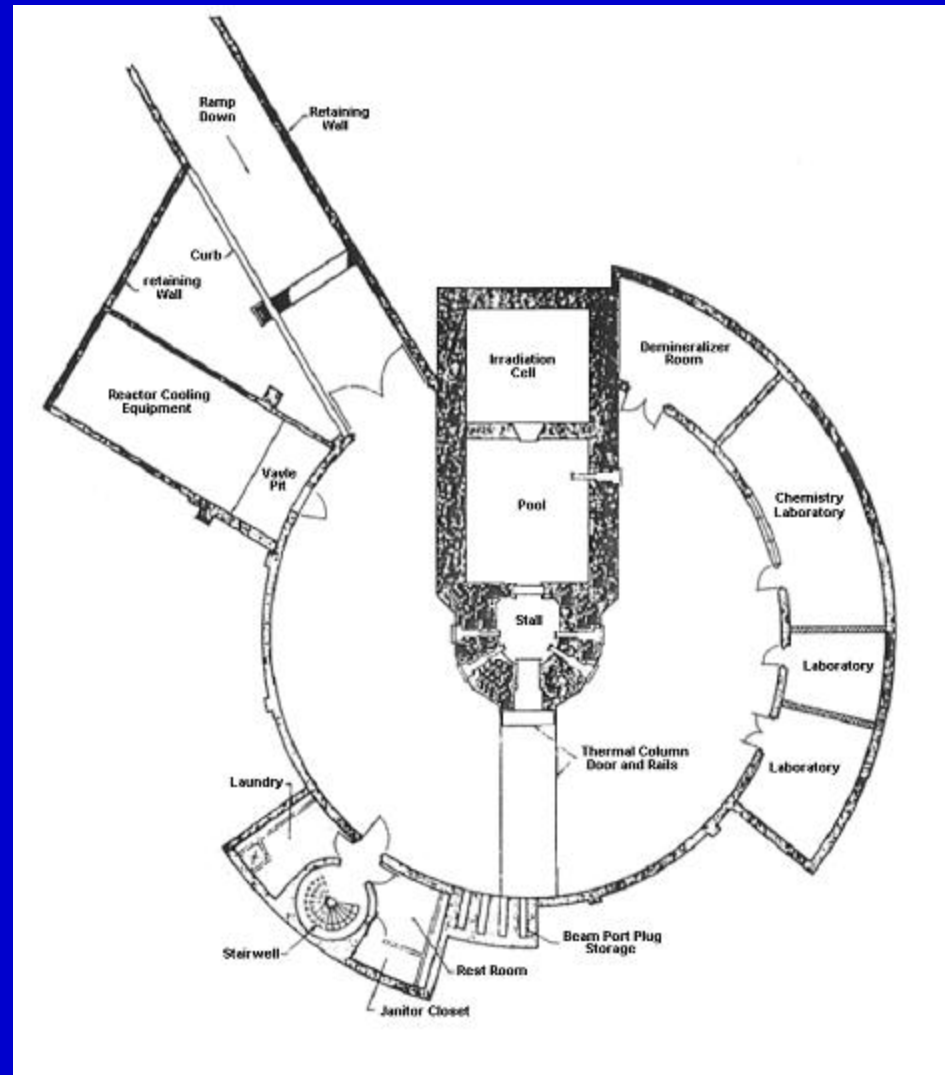 Ramp
Down
Retaining
Wall
Curb
retaining
Wall
Irradiation
Cell
Demineralizer
Room
Reactor Cooling
Equipment
Vavle
Pit
Pool
Chemistry
Laboratory
Stall
Laboratory
Thermal Column
Door and Rails
Laboratory
Laundry
Beam Port Plug
Storage
Stairwell
Rest Room
Janitor Closet